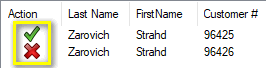 Action Last Name FirstName Customer #
Zarovich Strahd 96425
Zarovich Strahd 96426